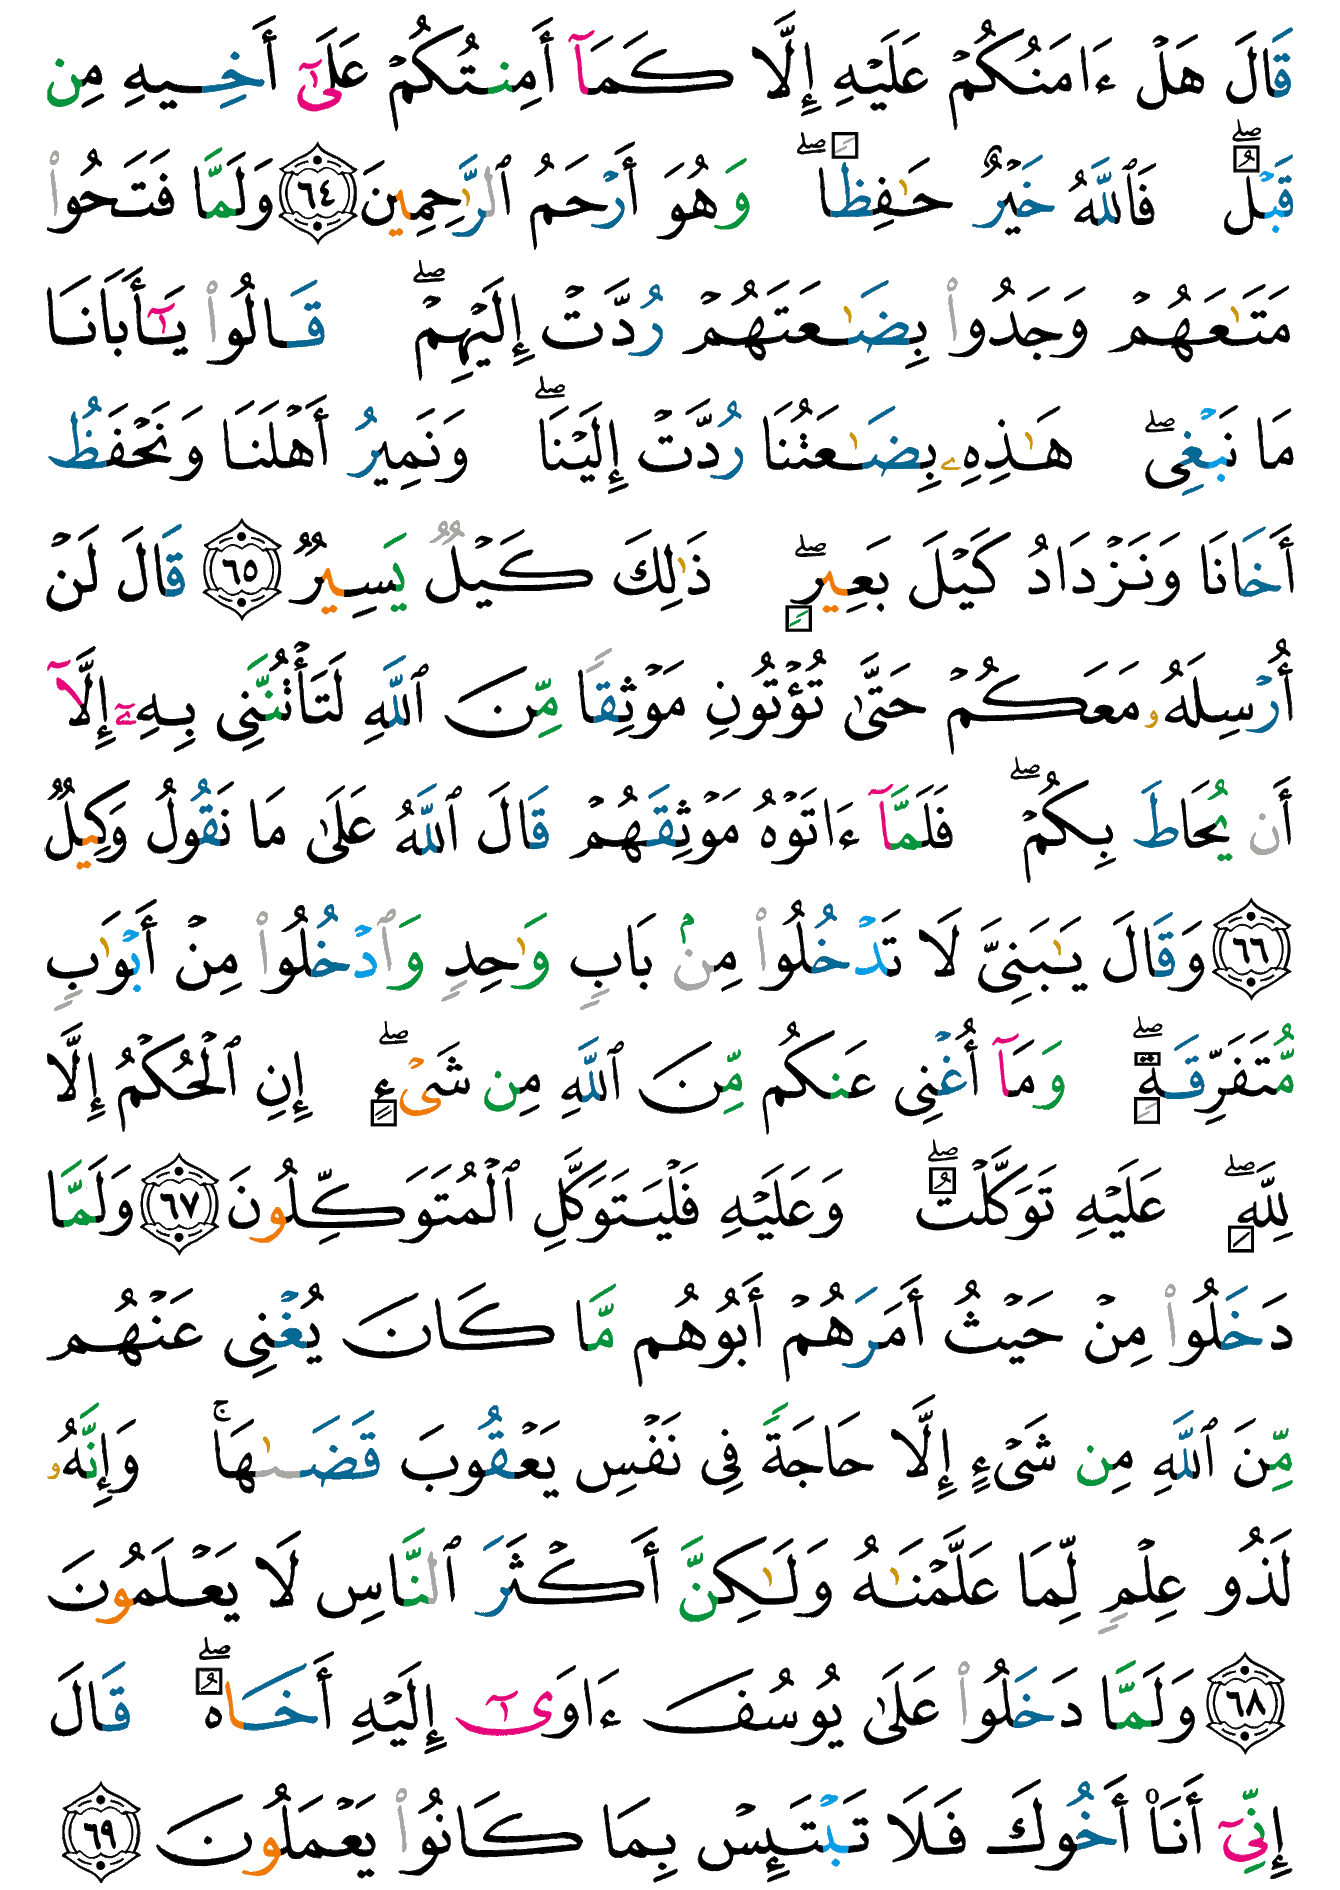 قَالَ هَلْ ءَامَنُكُمْ عَلَيْهِ إِلَّا كَمَآ أَمِنتُكُمْ عَلَىٰٓ أَخِيهِ مِن
قَبْلُ ۖ فَٱللَّهُ خَيْرٌ حَـٰفِظًا ۖ وَهُوَ أَرْحَمُ ٱلرَّٰحِمِينَ ٦٤ وَلَمَّا فَتَحُوا۟
مَتَـٰعَهُمْ وَجَدُوا۟ بِضَـٰعَتَهُمْ رُدَّتْ إِلَيْهِمْ ۖ قَالُوا۟ يَـٰٓأَبَانَا
مَا نَبْغِى ۖ هَـٰذِهِۦ بِضَـٰعَتُنَا رُدَّتْ إِلَيْنَا ۖ وَنَمِيرُ أَهْلَنَا وَنَحْفَظُ
أَخَانَا وَنَزْدَادُ كَيْلَ بَعِيرٍ ۖ ذَٰلِكَ كَيْلٌ يَسِيرٌ ٦٥ قَالَ لَنْ
أُرْسِلَهُۥ مَعَكُمْ حَتَّىٰ تُؤْتُونِ مَوْثِقًا مِّنَ ٱللَّهِ لَتَأْتُنَّنِى بِهِۦٓ إِلَّآ
أَن يُحَاطَ بِكُمْ ۖ فَلَمَّآ ءَاتَوْهُ مَوْثِقَهُمْ قَالَ ٱللَّهُ عَلَىٰ مَا نَقُولُ وَكِيلٌ
٦٦ وَقَالَ يَـٰبَنِىَّ لَا تَدْخُلُوا۟ مِنۢ بَابٍ وَٰحِدٍ وَٱدْخُلُوا۟ مِنْ أَبْوَٰبٍ
مُّتَفَرِّقَةٍ ۖ وَمَآ أُغْنِى عَنكُم مِّنَ ٱللَّهِ مِن شَىْءٍ ۖ إِنِ ٱلْحُكْمُ إِلَّا
لِلَّهِ ۖ عَلَيْهِ تَوَكَّلْتُ ۖ وَعَلَيْهِ فَلْيَتَوَكَّلِ ٱلْمُتَوَكِّلُونَ ٦٧ وَلَمَّا
دَخَلُوا۟ مِنْ حَيْثُ أَمَرَهُمْ أَبُوهُم مَّا كَانَ يُغْنِى عَنْهُم
مِّنَ ٱللَّهِ مِن شَىْءٍ إِلَّا حَاجَةً فِى نَفْسِ يَعْقُوبَ قَضَىٰهَا ۚ وَإِنَّهُۥ
لَذُو عِلْمٍ لِّمَا عَلَّمْنَـٰهُ وَلَـٰكِنَّ أَكْثَرَ ٱلنَّاسِ لَا يَعْلَمُونَ
٦٨ وَلَمَّا دَخَلُوا۟ عَلَىٰ يُوسُفَ ءَاوَىٰٓ إِلَيْهِ أَخَاهُ ۖ قَالَ
إِنِّىٓ أَنَا۠ أَخُوكَ فَلَا تَبْتَئِسْ بِمَا كَانُوا۟ يَعْمَلُونَ ٦٩